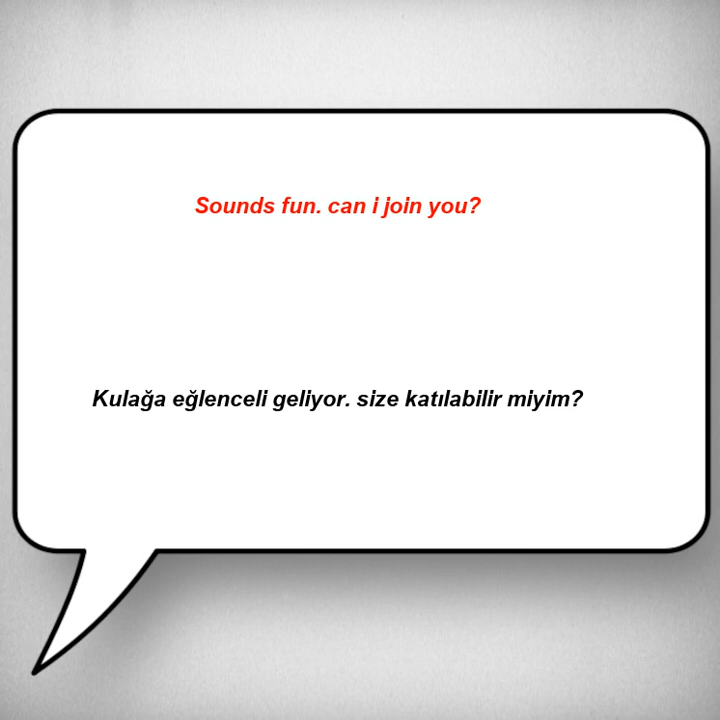 Sounds fun. can i join you?
Kulağa eğlenceli geliyor. size katılabilir miyim?